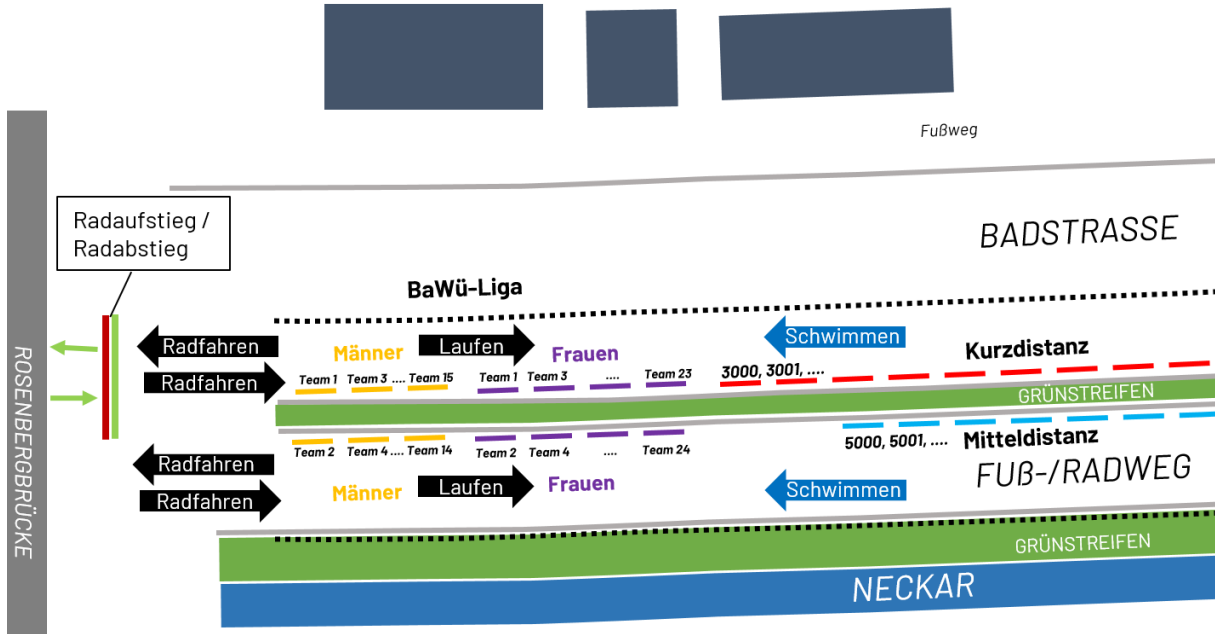 Fußweg
BADSTRASSE
Radaufstieg /
Radabstieg
ROSENBERGBRÜCKE
BaWü-Liga
Radfahren
Männer
Laufen
Frauen
Schwimmen
Kurzdistanz
Radfahren
Team 1 Team 3 .... Team 15
Team 1 Team 3 .... Team 23
3000, 3001, ....
GRÜNSTREIFEN
Team 2 Team 4 .... Team 14
Team 2 Team 4 .... Team 24
5000, 5001, ....
Mitteldistanz
Radfahren
FUß-/RADWEG
Radfahren
Männer
Laufen
Frauen
Schwimmen
GRÜNSTREIFEN
NECKAR